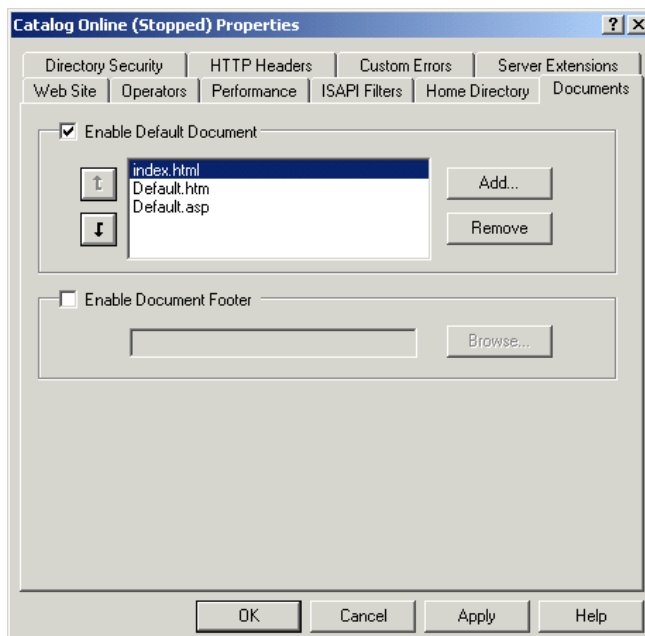 Catalog Online (Stopped) Properties
Directory Security HTTP Headers Custom Errors Server Extensions
Web Site Operators Performance ISAPI Filters Home Directory Documents
Enable Default Document
index.html
Default.htm
Default.asp
Add...
Remove
Enable Document Footer
Browse...
OK Cancel Apply Help